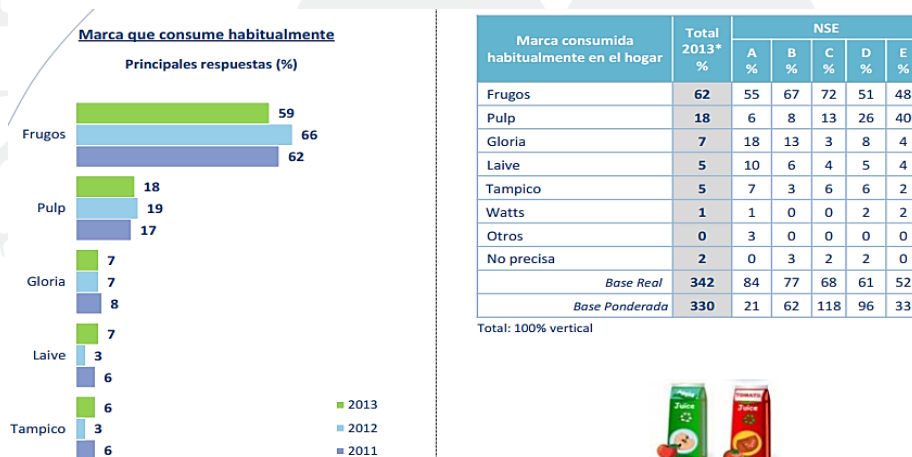 Marca que consume habitualmente
Principales respuestas (%)
Frugos
59
66
62
Pulp
18
19
17
Gloria
7
7
8
Laive
7
3
6
Tampico
6
3
6
2013
2012
2011
Marca consumida habitualmente en el hogar Total 2013* % NSE
A % B % C % D % E %
Frugos 62 55 67 72 51 48
Pulp 18 6 8 13 26 40
Gloria 7 18 13 3 8 4
Laive 5 10 6 4 5 4
Tampico 5 7 3 6 6 2
Watts 1 1 0 0 2 2
Otros 0 3 0 0 0 0
No precisa 2 0 3 2 2 0
Base Real 342 84 77 68 61 52
Base Ponderada 330 21 62 118 96 33
Total: 100% vertical
Juice
TOMATO
Juice